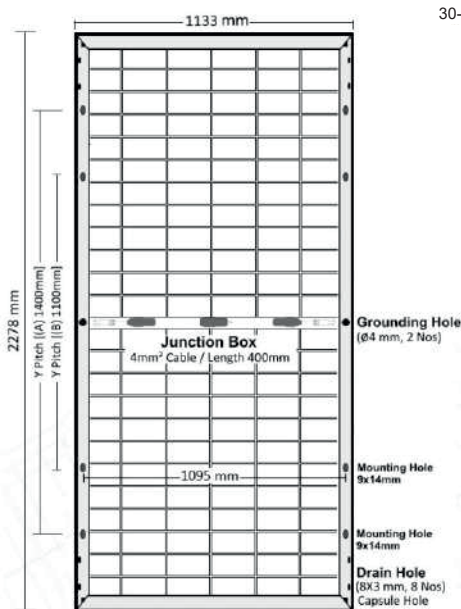 1133 mm
30-
2278 mm
Y Pitch [(A) 1400mm]
Y Pitch [(B) 1100mm]
Grounding Hole
(Ø4 mm, 2 Nos)
Junction Box
4mm² Cable / Length 400mm
1095 mm
Mounting Hole
9x14mm
Mounting Hole
9x14mm
Drain Hole
(8X3 mm, 8 Nos)
Capsule Hole